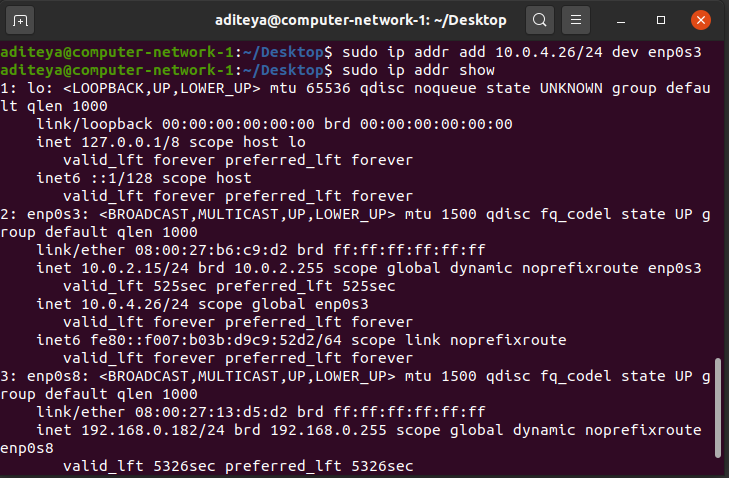 aditeya@computer-network-1: ~/Desktop
aditeya@computer-network-1:~/Desktop$ sudo ip addr add 10.0.4.26/24 dev enp0s3
aditeya@computer-network-1:~/Desktop$ sudo ip addr show
1: lo: <LOOPBACK,UP,LOWER_UP> mtu 65536 qdisc noqueue state UNKNOWN group defau
lt qlen 1000
    link/loopback 00:00:00:00:00:00 brd 00:00:00:00:00:00
    inet 127.0.0.1/8 scope host lo
       valid_lft forever preferred_lft forever
    inet6 ::1/128 scope host
       valid_lft forever preferred_lft forever
2: enp0s3: <BROADCAST,MULTICAST,UP,LOWER_UP> mtu 1500 qdisc fq_codel state UP g
roup default qlen 1000
    link/ether 08:00:27:b6:c9:d2 brd ff:ff:ff:ff:ff:ff
    inet 10.0.2.15/24 brd 10.0.2.255 scope global dynamic noprefixroute enp0s3
       valid_lft 525sec preferred_lft 525sec
    inet 10.0.4.26/24 scope global enp0s3
       valid_lft forever preferred_lft forever
    inet6 fe80::f007:b03b:d9c9:52d2/64 scope link noprefixroute
       valid_lft forever preferred_lft forever
3: enp0s8: <BROADCAST,MULTICAST,UP,LOWER_UP> mtu 1500 qdisc fq_codel state UP g
roup default qlen 1000
    link/ether 08:00:27:13:d5:d2 brd ff:ff:ff:ff:ff:ff
    inet 192.168.0.182/24 brd 192.168.0.255 scope global dynamic noprefixroute
enp0s8
       valid_lft 5326sec preferred_lft 5326sec